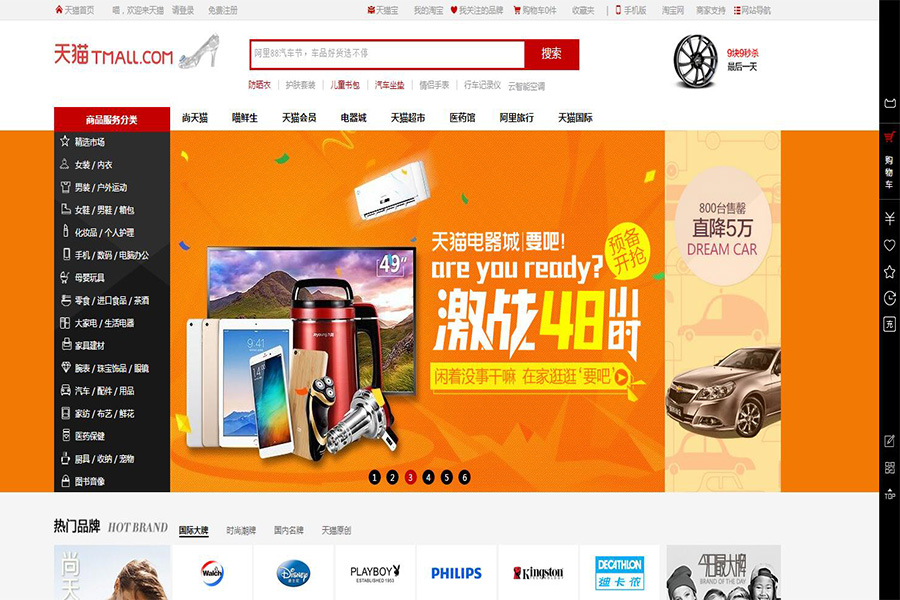 天猫首页 喵，欢迎来天猫 请登录 免费注册 天猫宝 我的淘宝 我关注的品牌 购物车0件 收藏夹 手机版 淘宝网 商家支持 网站导航
天猫 TMALL.COM
阿里88汽车节，车品好货选不停 搜索
9块9秒杀
最后一天
防晒衣 护肤套装 儿童书包 汽车坐垫 情侣手表 行车记录仪 云智能空调
商品服务分类 尚天猫 喵鲜生 天猫会员 电器城 天猫超市 医药馆 阿里旅行 天猫国际
精选市场
女装 / 内衣
男装 / 户外运动
女鞋 / 男鞋 / 箱包
化妆品 / 个人护理
手机 / 数码 / 电脑办公
母婴玩具
零食 / 进口食品 / 茶酒
大家电 / 生活电器
家具建材
腕表 / 珠宝饰品 / 眼镜
汽车 / 配件 / 用品
家纺 / 布艺 / 鲜花
医药保健
厨具 / 收纳 / 宠物
图书音像
49"
9:41
Joyoung
天猫电器城|要吧!
are you ready?
预备
开抢
激战48小时
闲着没事干嘛 在家逛逛‘要吧’
1 2 3 4 5 6
800台售罄
直降5万
DREAM CAR
购物车
充
TOP
热门品牌 HOT BRAND 国际大牌 时尚潮牌 国内名牌 天猫原创
尚天
Walch
Disney
迪士尼
PLAYBOY
ESTABLISHED 1953
PHILIPS
Kingston
DECATHLON
迪卡侬
今日最大牌
BRAND OF THE DAY